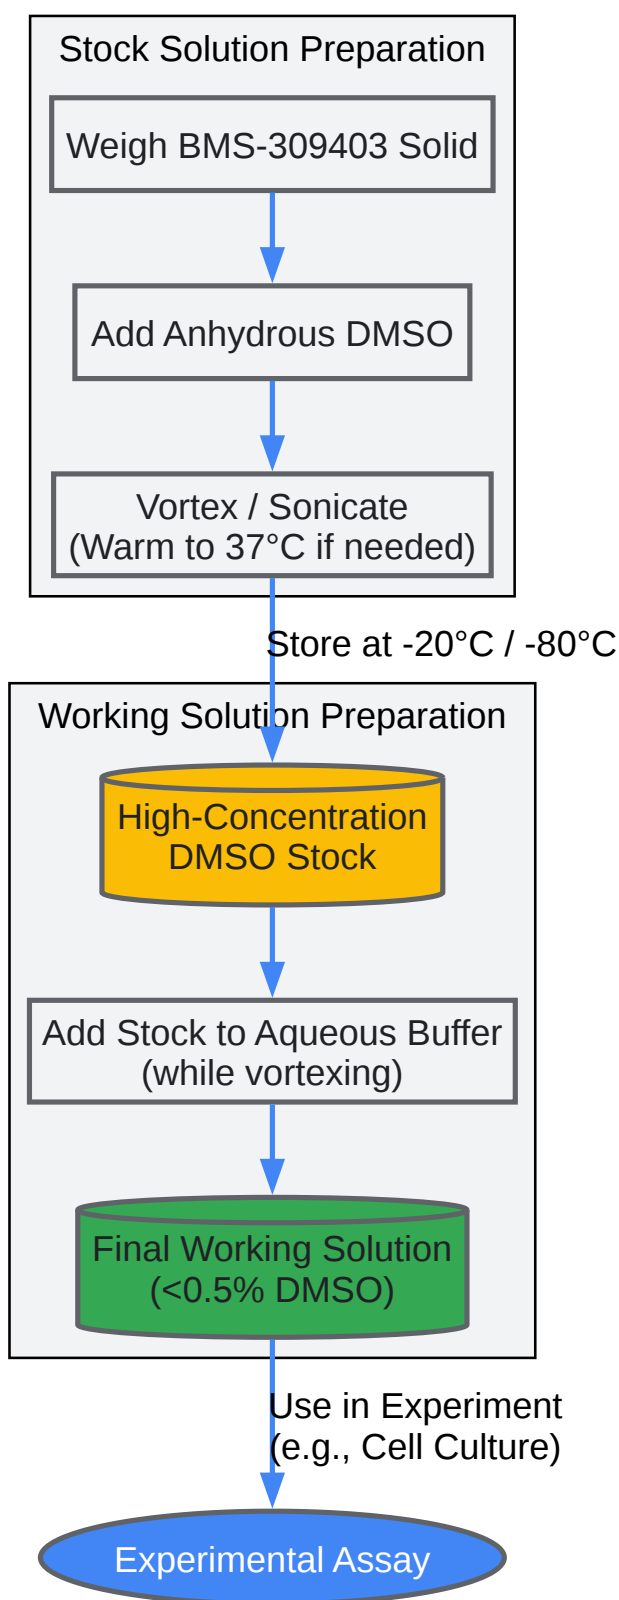 Stock Solution Preparation
Weigh BMS-309403 Solid
Add Anhydrous DMSO
Vortex / Sonicate
(Warm to 37°C if needed)
Store at -20°C / -80°C
Working Solution Preparation
High-Concentration
DMSO Stock
Add Stock to Aqueous Buffer
(while vortexing)
Final Working Solution
(<0.5% DMSO)
Use in Experiment
(e.g., Cell Culture)
Experimental Assay